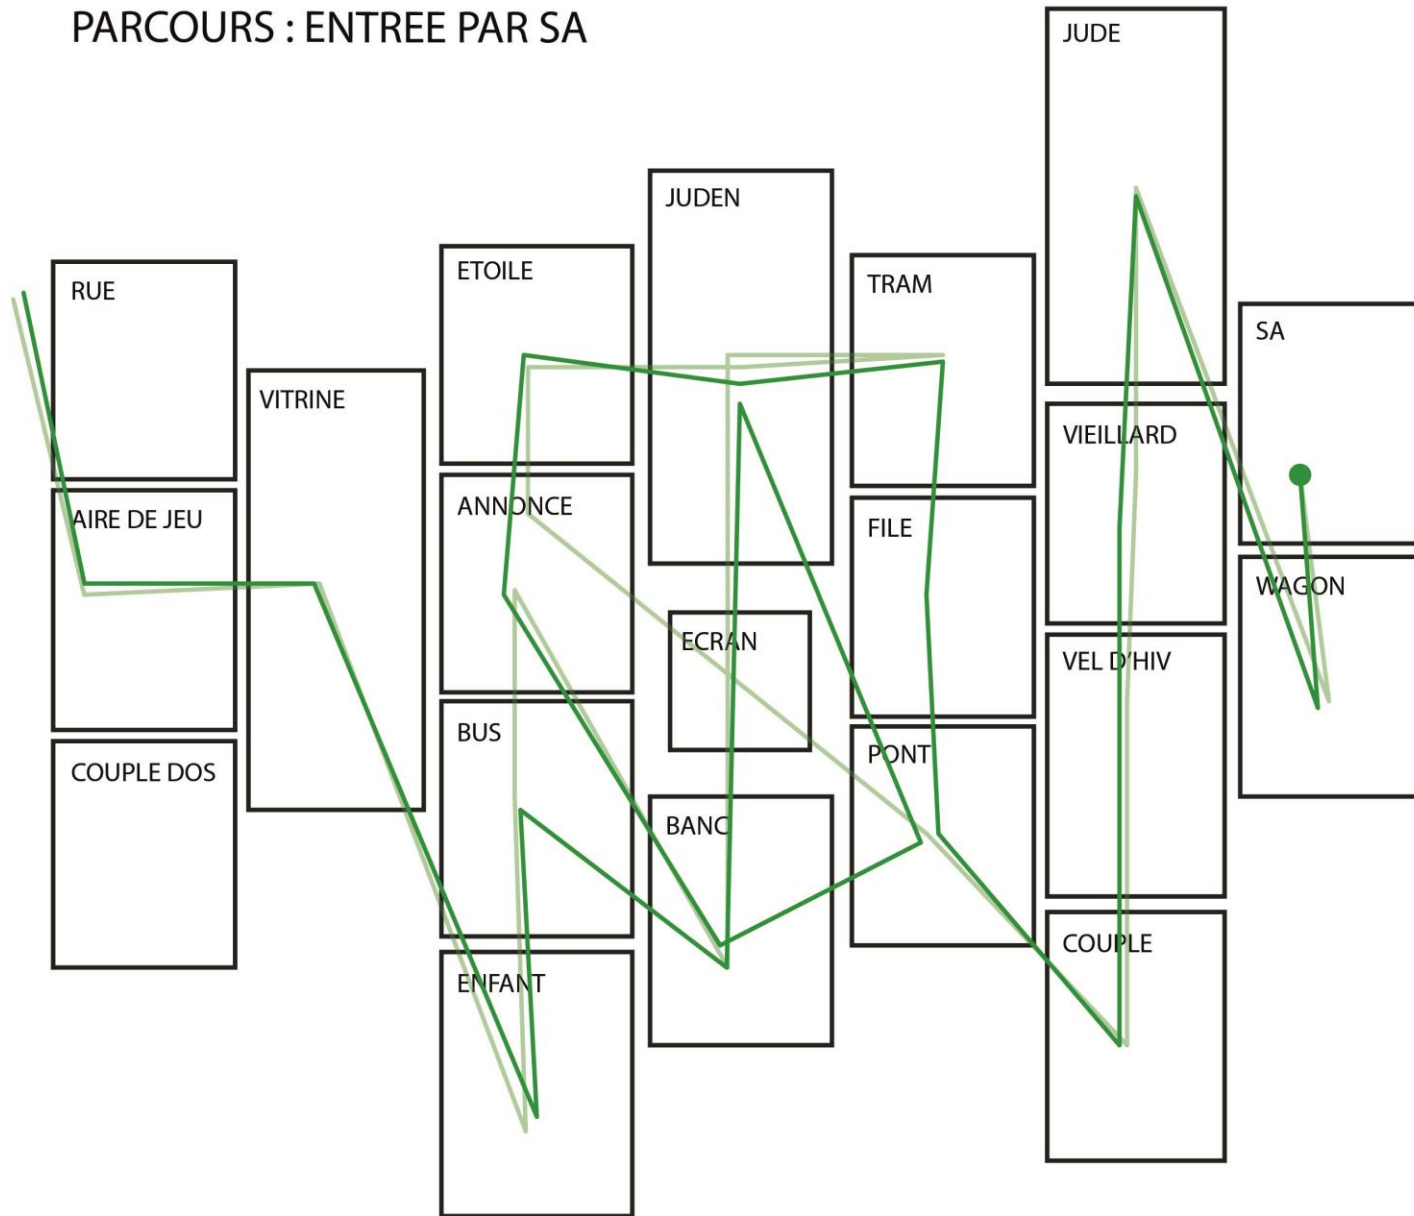 PARCOURS : ENTREE PAR SA
RUE
AIRE DE JEU
COUPLE DOS
VITRINE
ETOILE
ANNONCE
BUS
ENFANT
JUDEN
ECRAN
BANC
TRAM
FILE
PONT
JUDE
VIEILLARD
VEL D'HIV
COUPLE
SA
WAGON